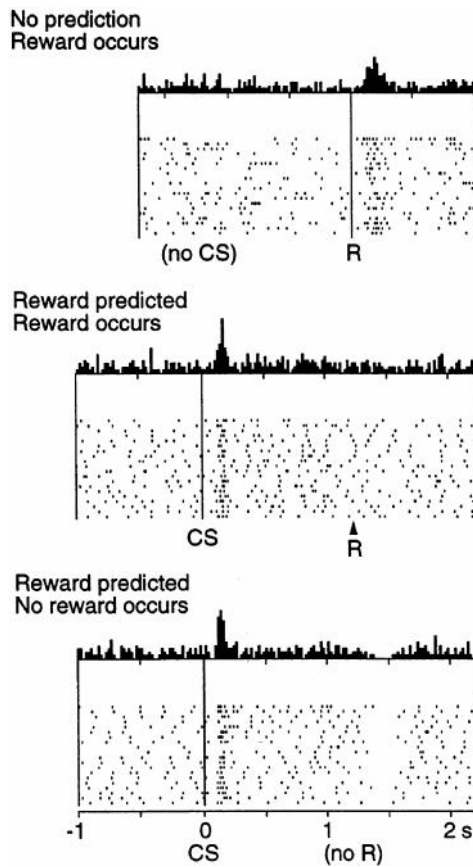 No prediction
Reward occurs
(no CS) R
Reward predicted
Reward occurs
CS
R
Reward predicted
No reward occurs
-1 0 1 2 s
CS (no R)